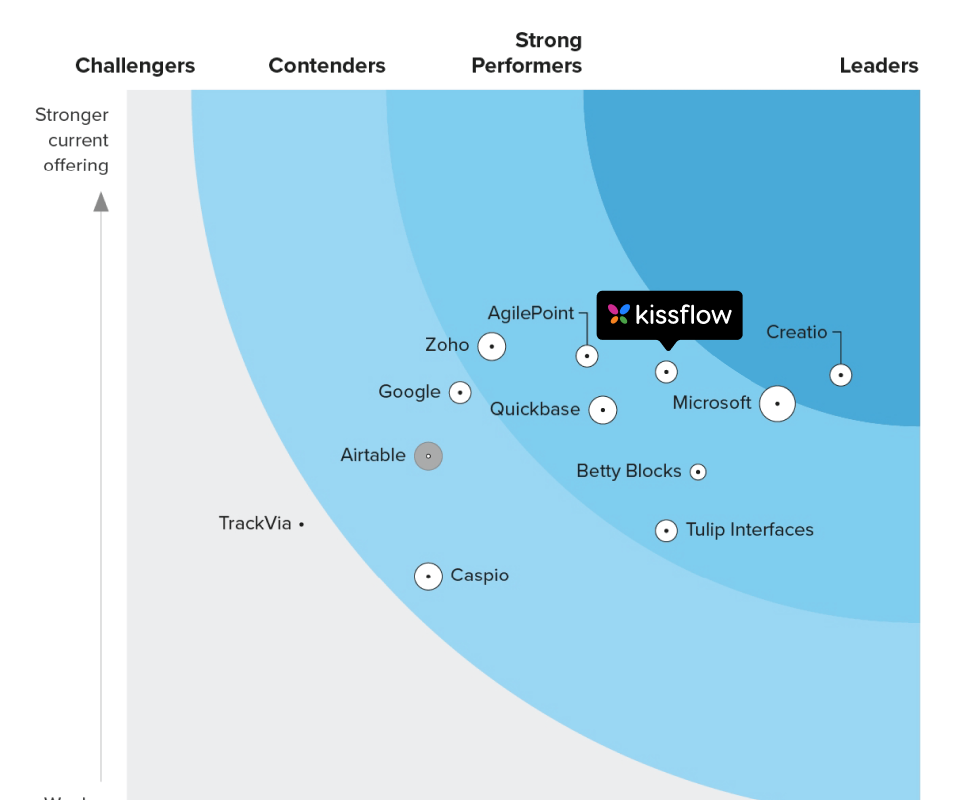 Challengers
Contenders
Strong
Performers
Leaders
Stronger
current
offering
AgilePoint
kissflow
Creatio
Zoho
Google
Quickbase
Microsoft
Airtable
Betty Blocks
TrackVia
Tulip Interfaces
Caspio